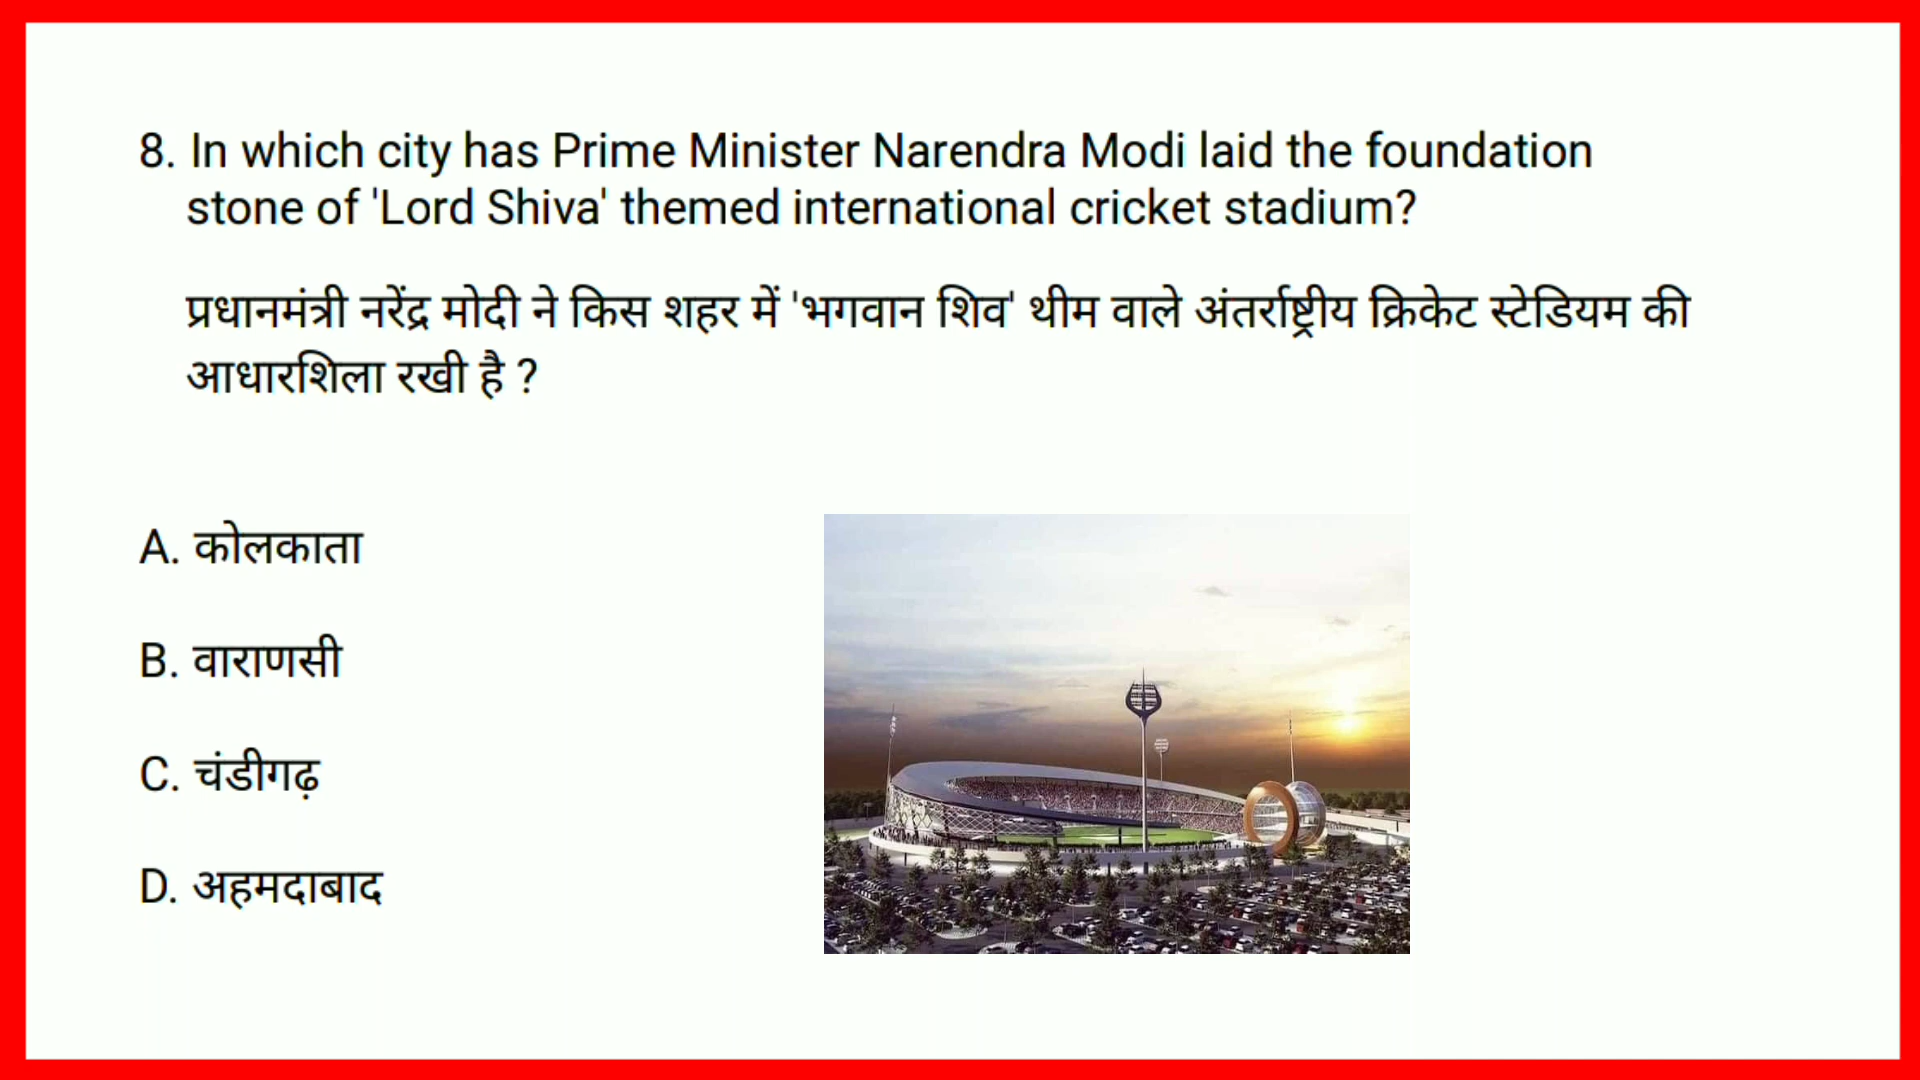 8. In which city has Prime Minister Narendra Modi laid the foundation
stone of 'Lord Shiva' themed international cricket stadium?
प्रधानमंत्री नरेंद्र मोदी ने किस शहर में 'भगवान शिव' थीम वाले अंतर्राष्ट्रीय क्रिकेट स्टेडियम की
आधारशिला रखी है ?
A. कोलकाता
B. वाराणसी
C. चंडीगढ़
D. अहमदाबाद